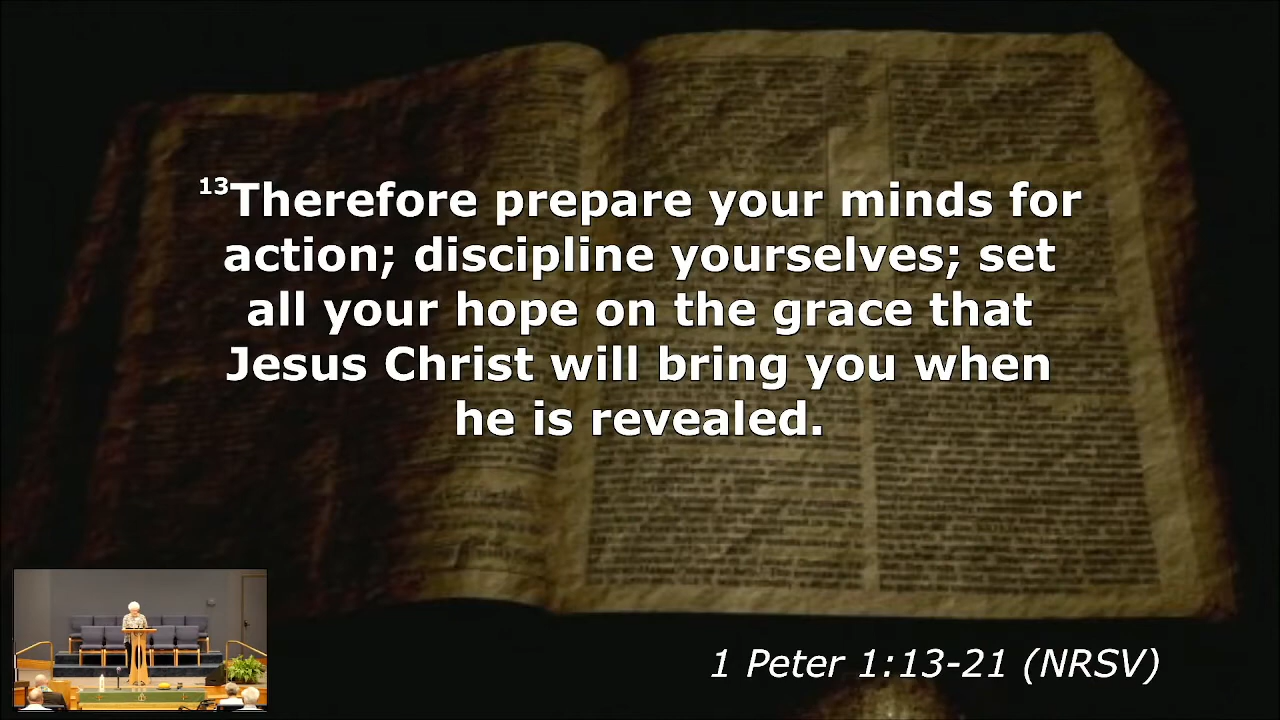 ¹³Therefore prepare your minds for
action; discipline yourselves; set
all your hope on the grace that
Jesus Christ will bring you when
he is revealed.
1 Peter 1:13-21 (NRSV)